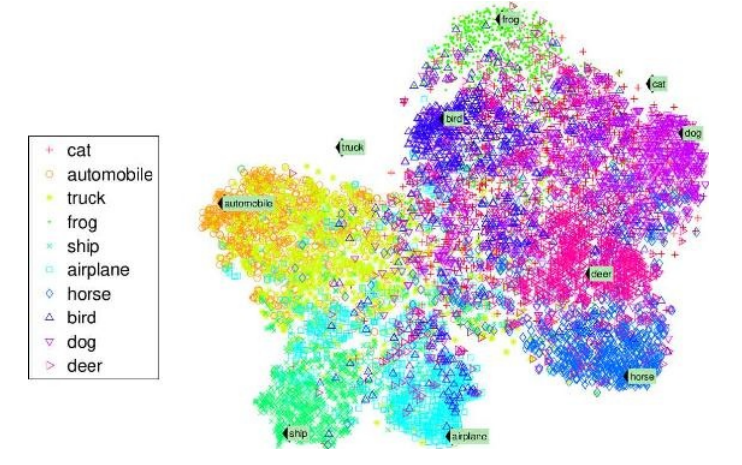 cat
automobile
truck
frog
ship
airplane
horse
bird
dog
deer
frog
cat
bird
dog
truck
automobile
deer
horse
ship
airplane